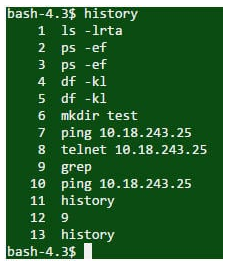 bash-4.3$ history
1 ls -lrta
2 ps -ef
3 ps -ef
4 df -kl
5 df -kl
6 mkdir test
7 ping 10.18.243.25
8 telnet 10.18.243.25
9 grep
10 ping 10.18.243.25
11 history
12 9
13 history
bash-4.3$